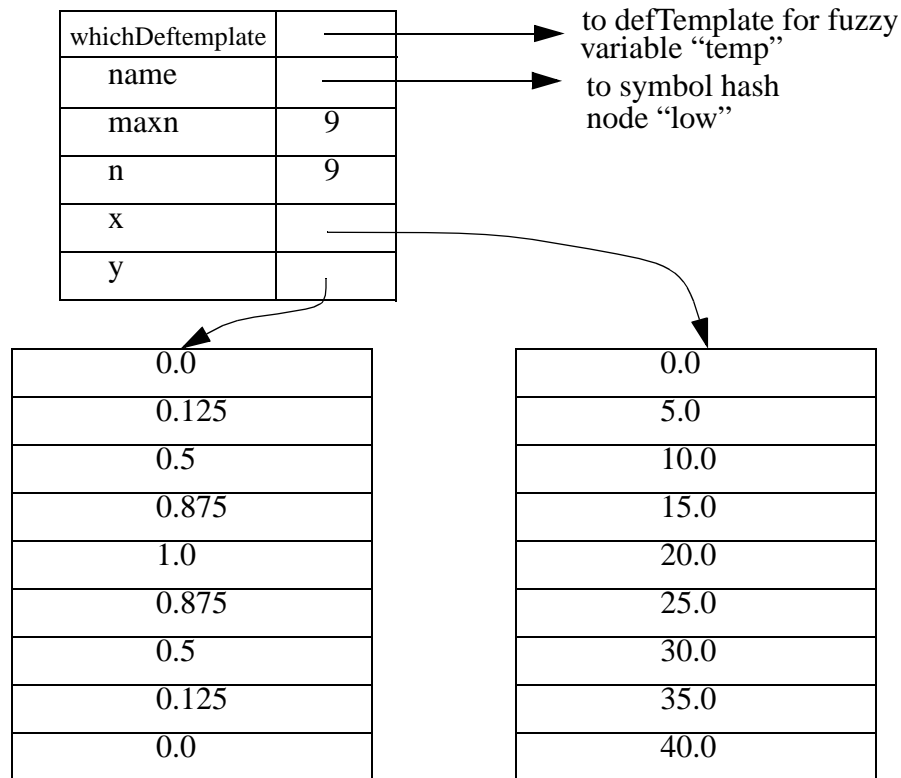 whichDeftemplate
to defTemplate for fuzzy
variable “temp”
name
to symbol hash
node “low”
maxn 9
n 9
x
y
0.0 0.0
0.125 5.0
0.5 10.0
0.875 15.0
1.0 20.0
0.875 25.0
0.5 30.0
0.125 35.0
0.0 40.0